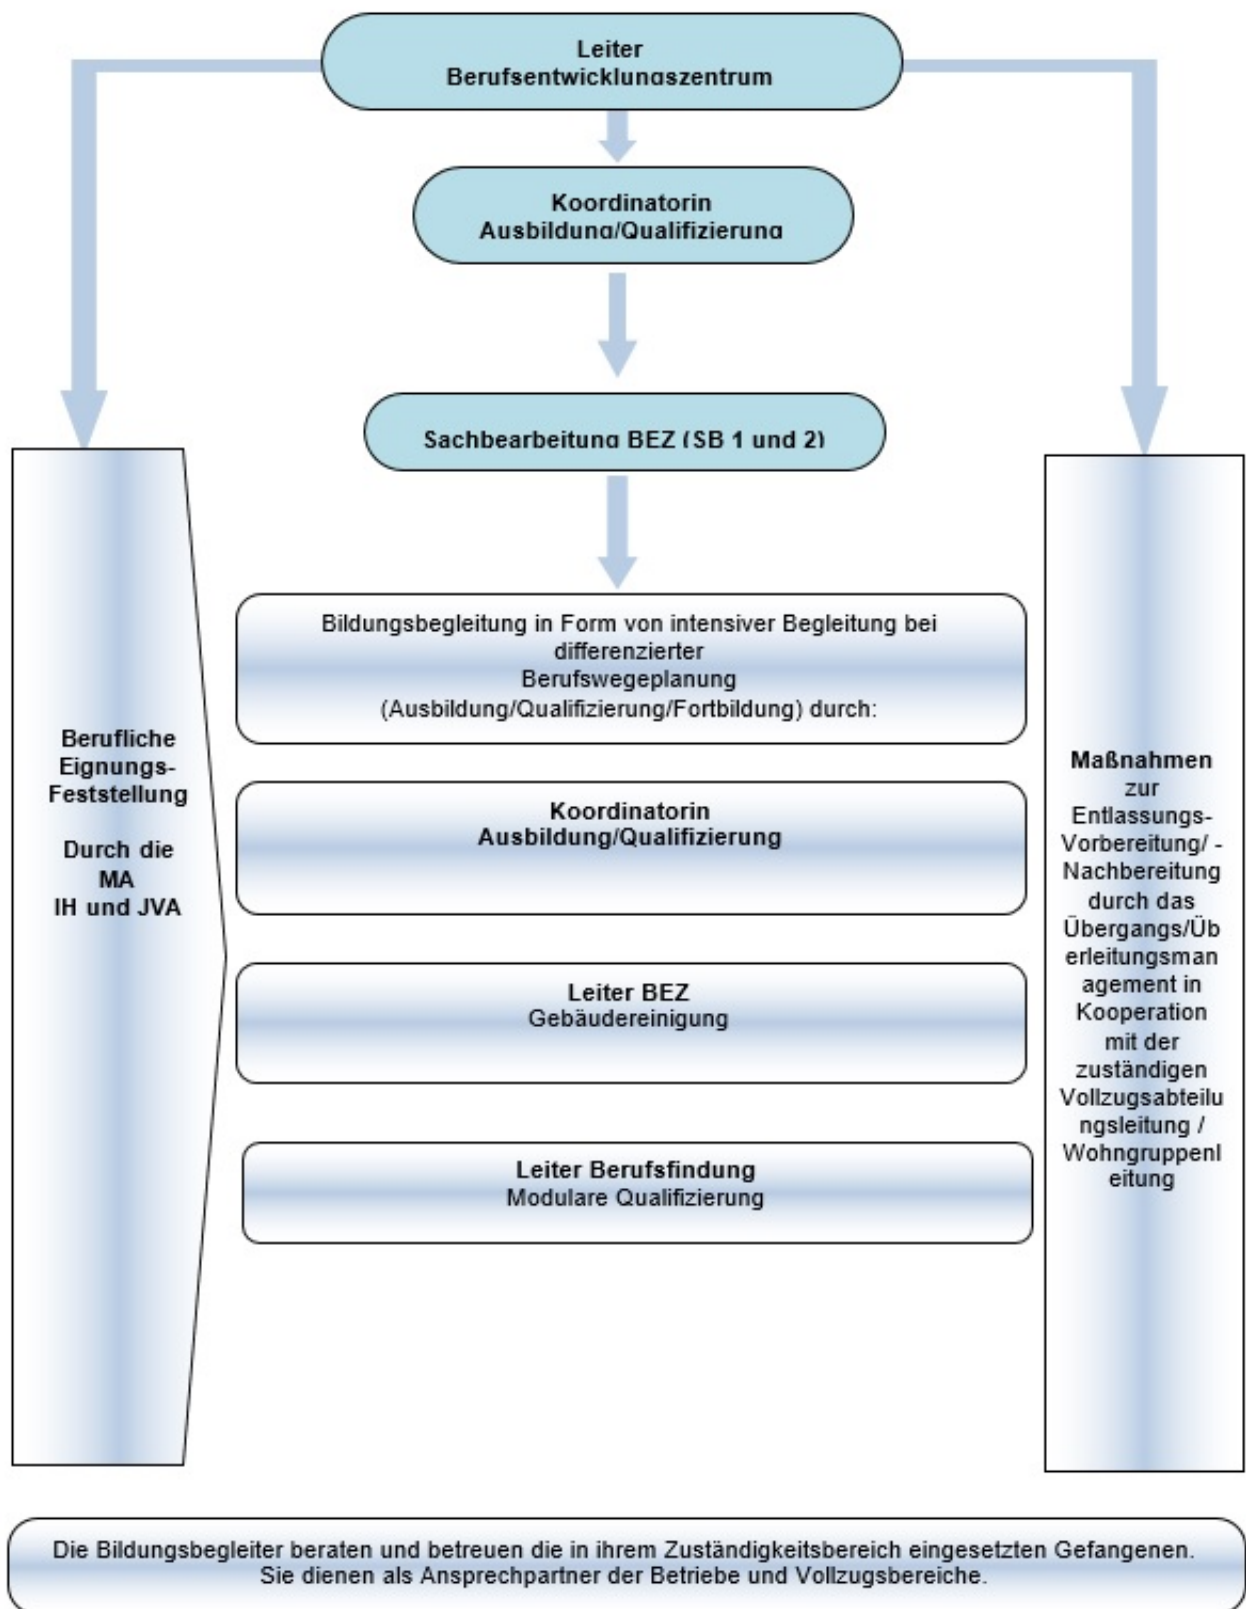 Leiter
Berufsentwicklungszentrum
Koordinatorin
Ausbildung/Qualifizierung
Sachbearbeitung BEZ (SB 1 und 2)
Bildungsbegleitung in Form von intensiver Begleitung bei
differenzierter
Berufswegeplanung
(Ausbildung/Qualifizierung/Fortbildung) durch:
Berufliche
Eignungs-
Feststellung
Durch die
MA
IH und JVA
Koordinatorin
Ausbildung/Qualifizierung
Leiter BEZ
Gebäudereinigung
Leiter Berufsfindung
Modulare Qualifizierung
Maßnahmen
zur
Entlassungs-
Vorbereitung/ -
Nachbereitung
durch das
Übergangs/Üb
erleitungsman
agement in
Kooperation
mit der
zuständigen
Vollzugsabteilu
ngsleitung /
Wohngruppenl
eitung
Die Bildungsbegleiter beraten und betreuen die in ihrem Zuständigkeitsbereich eingesetzten Gefangenen.
Sie dienen als Ansprechpartner der Betriebe und Vollzugsbereiche.